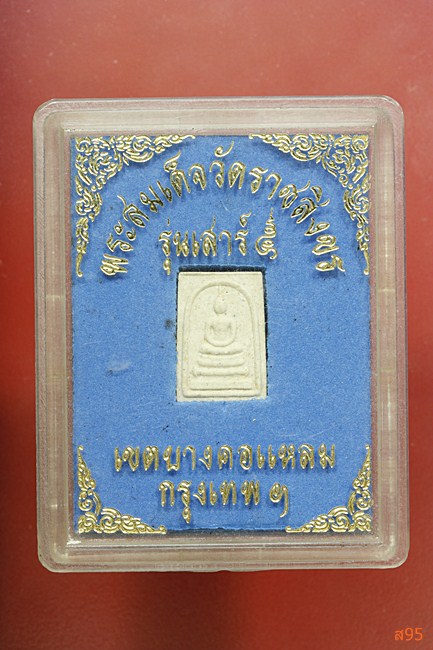 พระสมเด็จวัดราชสิงขร
รุ่นเสาร์ ๕
เขตบางคอแหลม
กรุงเทพ ๆ
ส95